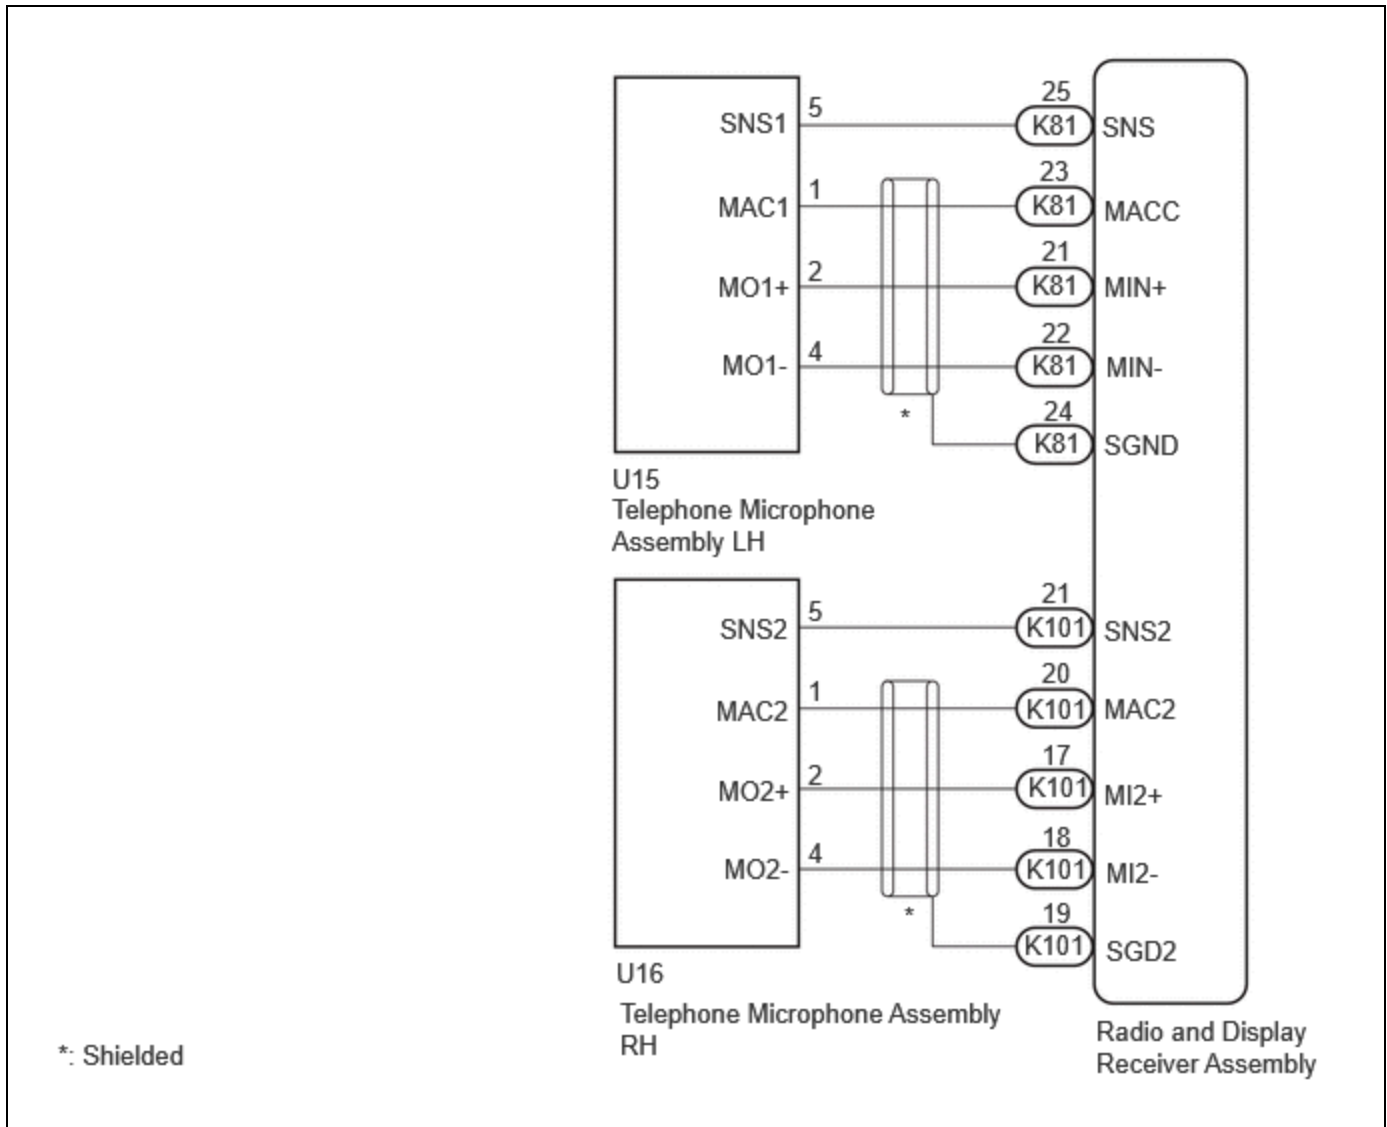 SNS1 5 25 K81 SNS
MAC1 1 23 K81 MACC
MO1+ 2 21 K81 MIN+
MO1- 4 22 K81 MIN-
* 24 K81 SGND
U15
Telephone Microphone
Assembly LH
SNS2 5 21 K101 SNS2
MAC2 1 20 K101 MAC2
MO2+ 2 17 K101 MI2+
MO2- 4 18 K101 MI2-
* 19 K101 SGD2
U16
Telephone Microphone Assembly
RH
Radio and Display
Receiver Assembly
*: Shielded